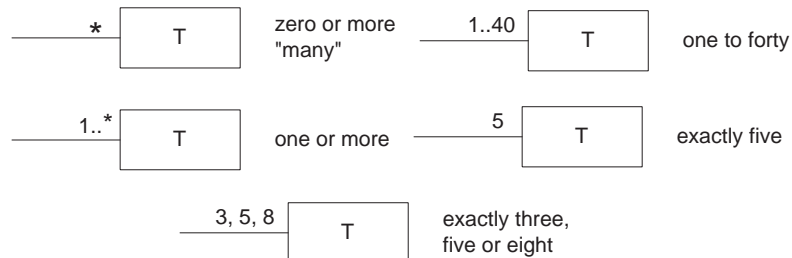 * T zero or more
"many"
1..40 T one to forty
1..* T one or more
5 T exactly five
3, 5, 8 T exactly three,
five or eight